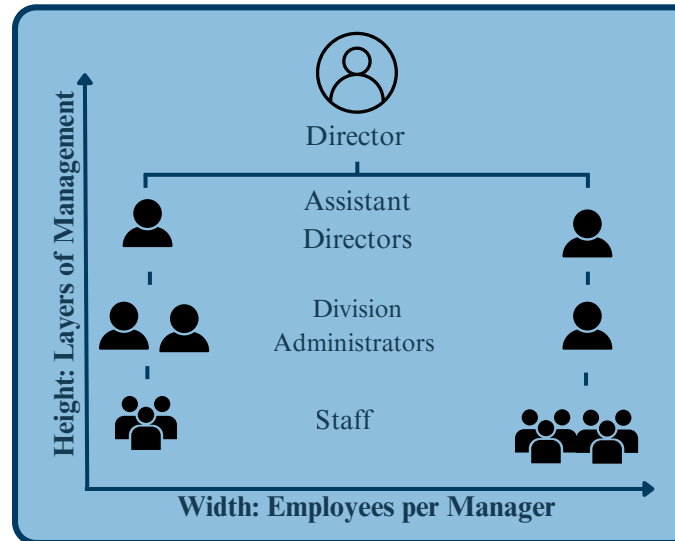 Director
Assistant
Directors
Division
Administrators
Staff
Height: Layers of Management
Width: Employees per Manager